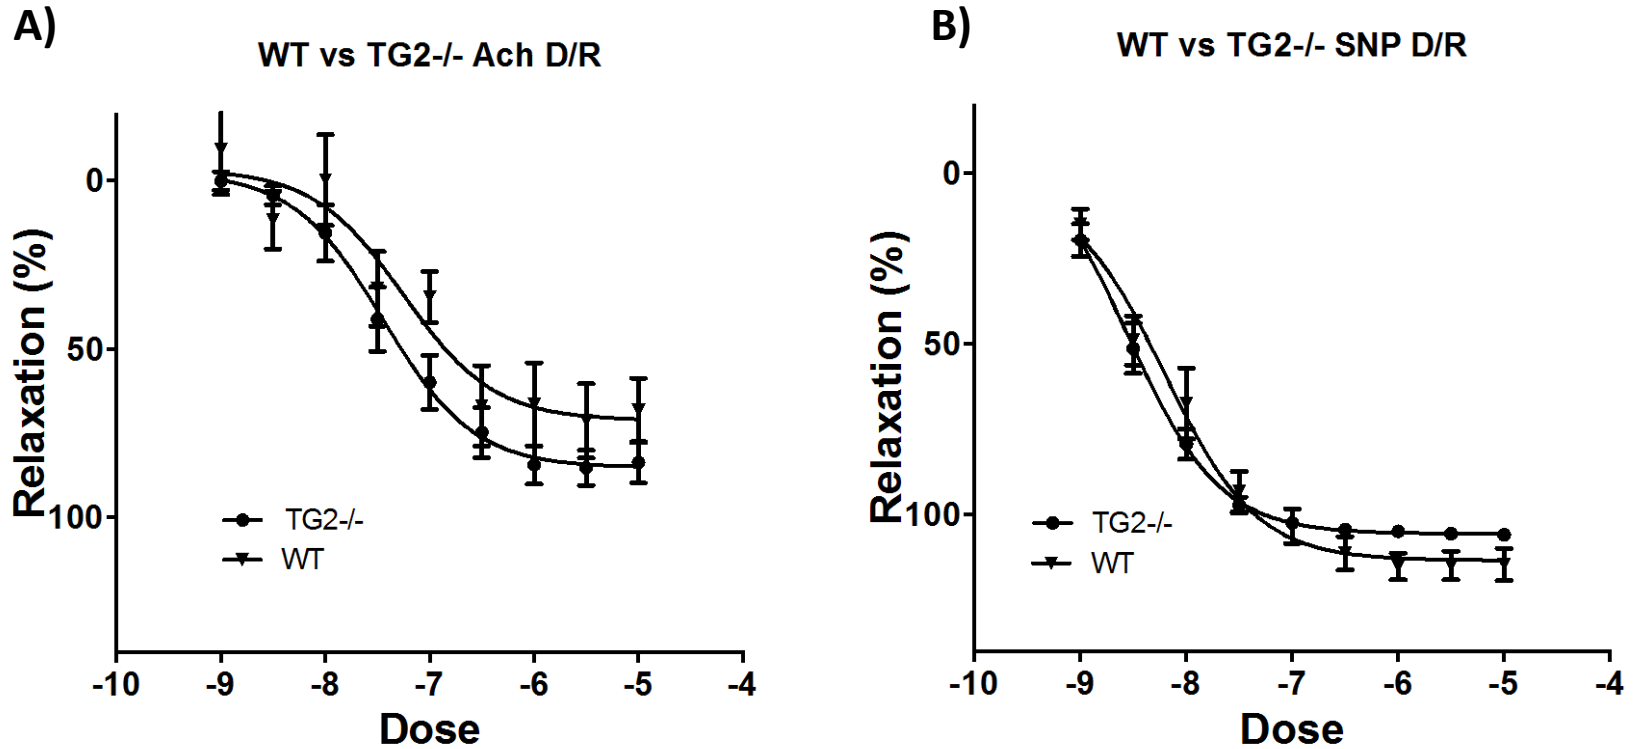 A)
WT vs TG2-/- Ach D/R
0
50
100
Relaxation (%)
TG2-/-
WT
-10 -9 -8 -7 -6 -5 -4
Dose
B)
WT vs TG2-/- SNP D/R
0
50
100
Relaxation (%)
TG2-/-
WT
-10 -9 -8 -7 -6 -5 -4
Dose